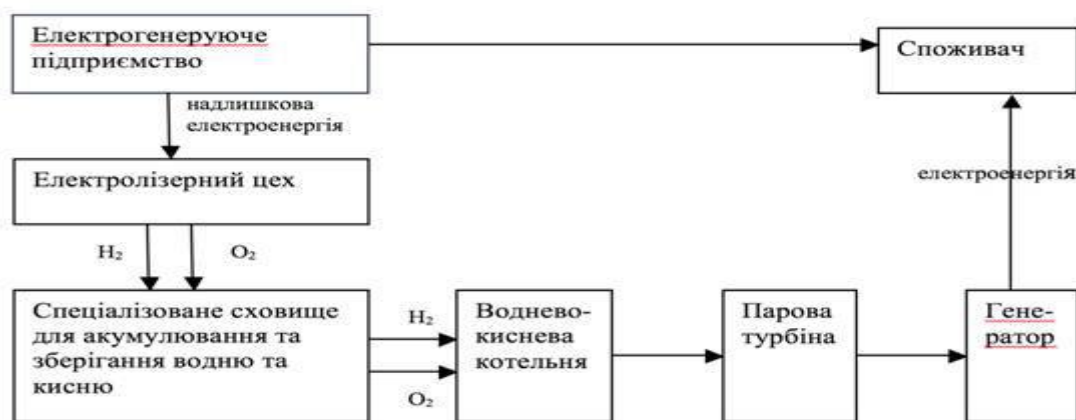 Електрогенеруюче
підприємство
Споживач
надлишкова
електроенергія
Електролізерний цех
електроенергія
H₂
O₂
Спеціалізоване сховище
для акумулювання та
зберігання водню та
кисню
H₂
O₂
Воднево-
киснева
котельня
Парова
турбіна
Гене-
ратор